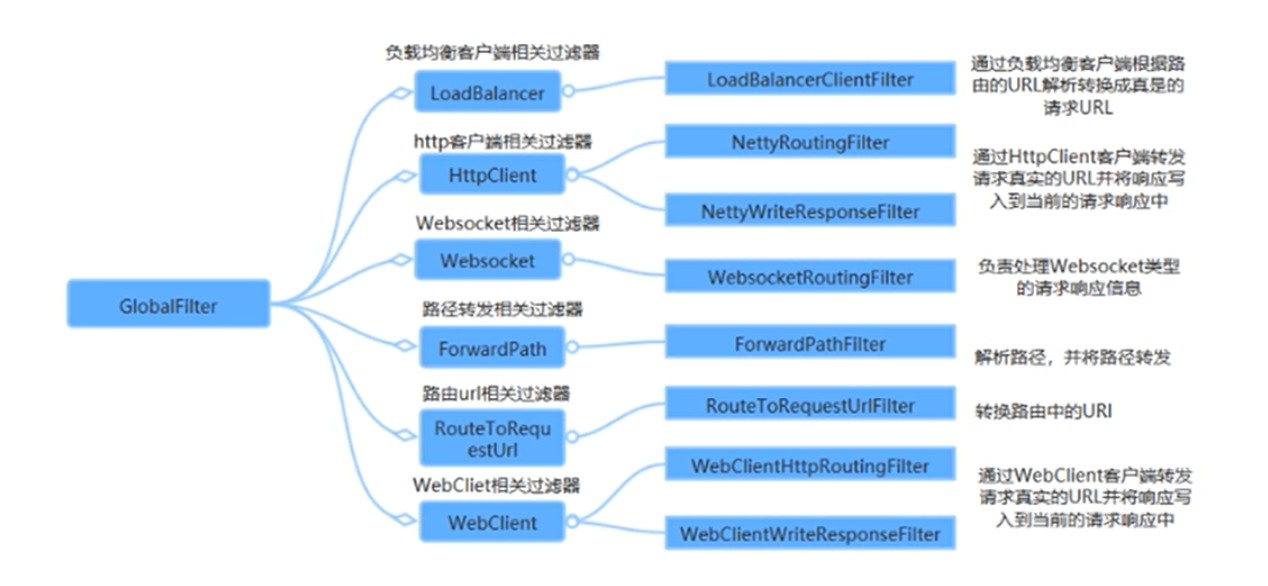 GlobalFilter
负载均衡客户端相关过滤器
LoadBalancer
LoadBalancerClientFilter
通过负载均衡客户端根据路
由的URL解析转换成真是的
请求URL
http客户端相关过滤器
HttpClient
NettyRoutingFilter
NettyWriteResponseFilter
通过HttpClient客户端转发
请求真实的URL并将响应写
入到当前的请求响应中
Websocket相关过滤器
Websocket
WebsocketRoutingFilter
负责处理Websocket类型
的请求响应信息
路径转发相关过滤器
ForwardPath
ForwardPathFilter
解析路径，并将路径转发
路由url相关过滤器
RouteToRequ
estUrl
RouteToRequestUrlFilter
转换路由中的URI
WebCliet相关过滤器
WebClient
WebClientHttpRoutingFilter
WebClientWriteResponseFilter
通过WebClient客户端转发
请求真实的URL并将响应写
入到当前的请求响应中